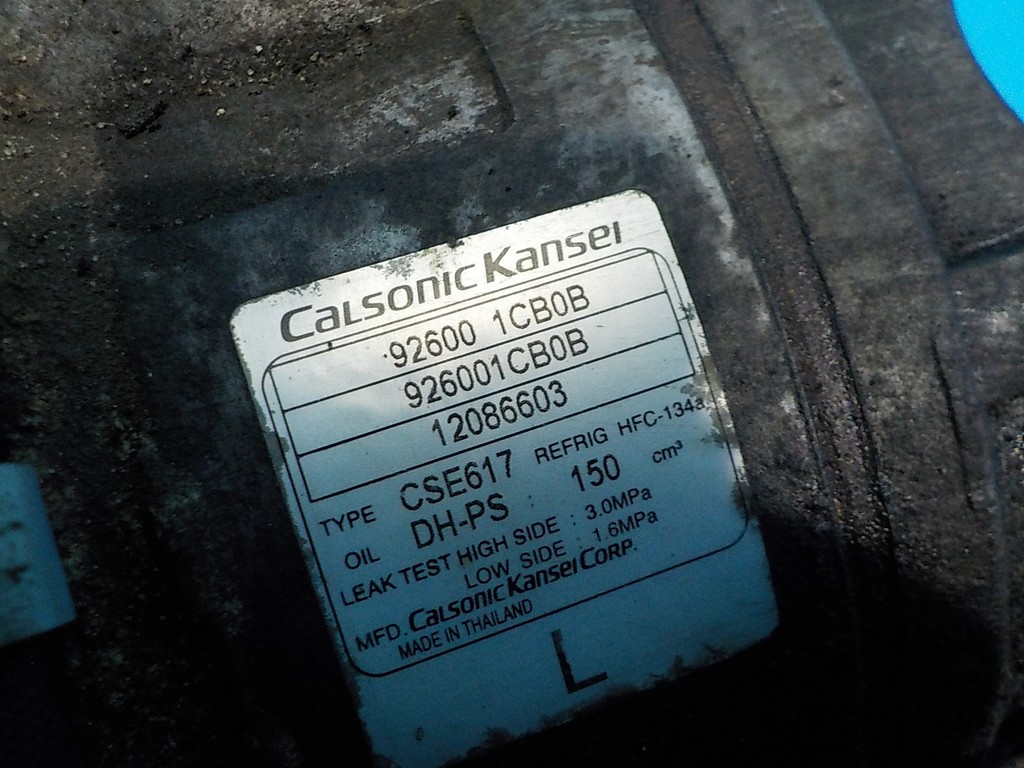 CALSONIC KANSEI
92600 1CB0B
926001CB0B
12086603
TYPE CSE617 REFRIG HFC-134a
OIL DH-PS : 150 cm³
LEAK TEST HIGH SIDE : 3.0MPa
LOW SIDE : 1.6MPa
MFD. CALSONIC KANSEI CORP.
MADE IN THAILAND
L